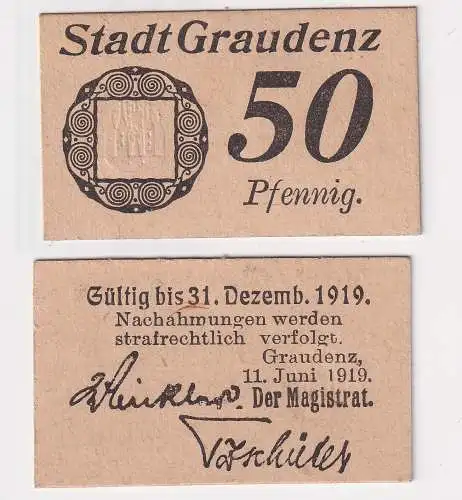 Stadt Graudenz
50
Pfennig.
Gültig bis 31. Dezemb. 1919.
Nachahmungen werden
strafrechtlich verfolgt.
Graudenz,
11. Juni 1919.
Der Magistrat.